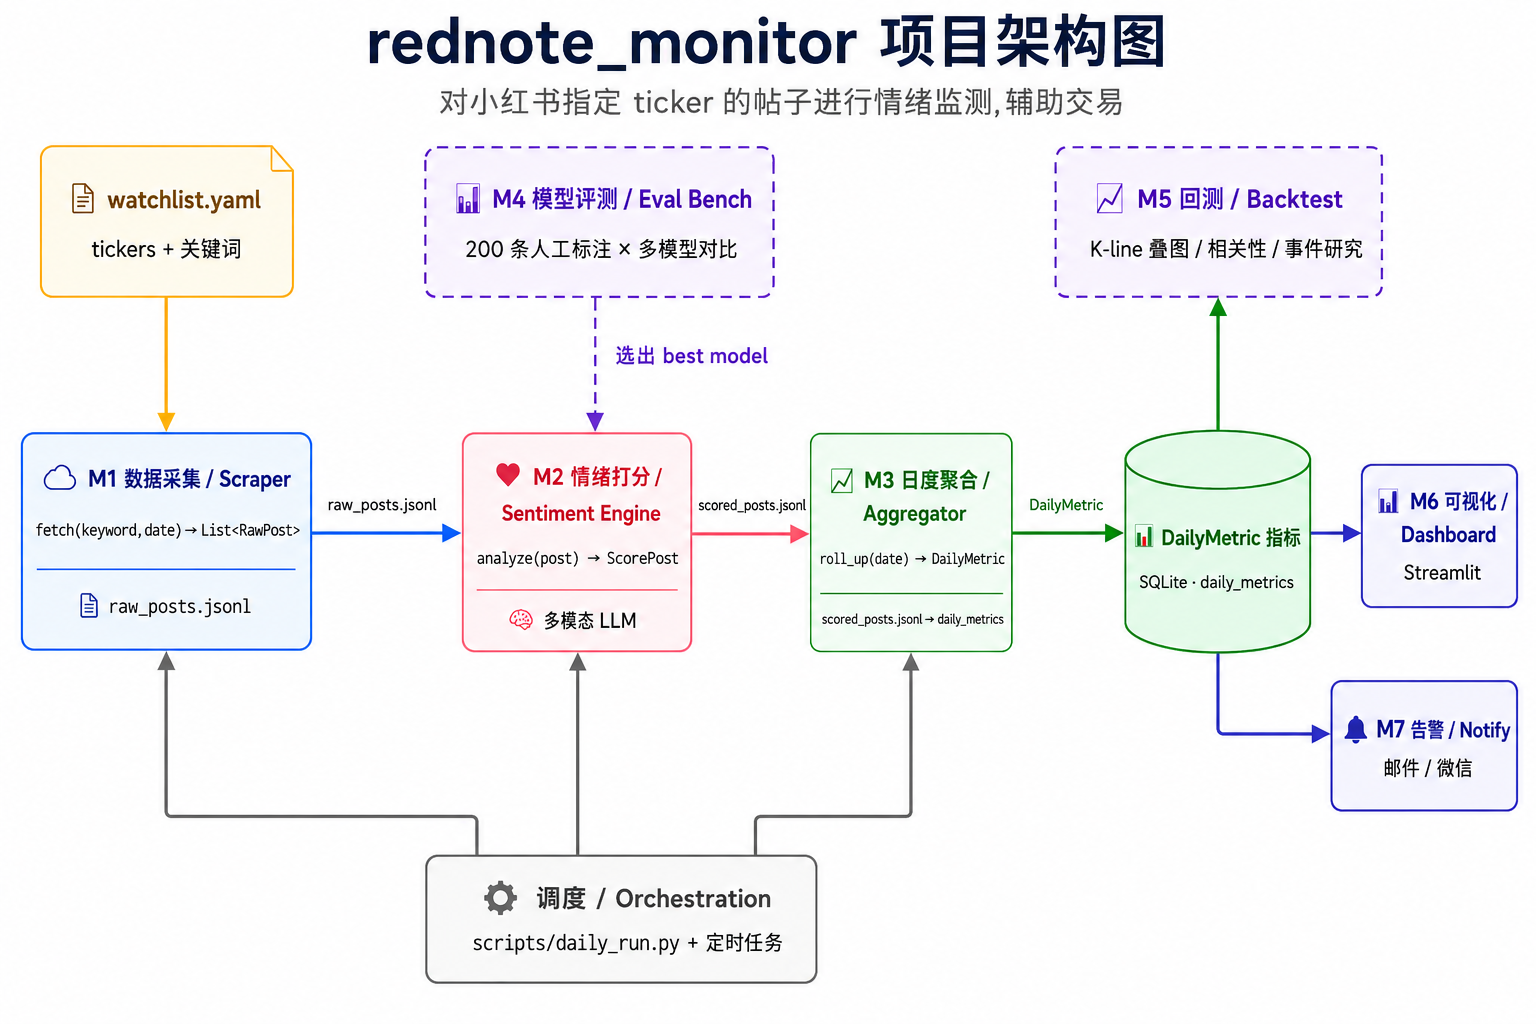 rednote_monitor 项目架构图
对小红书指定 ticker 的帖子进行情绪监测,辅助交易
watchlist.yaml
tickers + 关键词
M4 模型评测 / Eval Bench
200 条人工标注 × 多模型对比
M5 回测 / Backtest
K-line 叠图 / 相关性 / 事件研究
选出 best model
M1 数据采集 / Scraper
fetch(keyword,date)→List<RawPost>
raw_posts.jsonl
raw_posts.jsonl
M2 情绪打分 /
Sentiment Engine
analyze(post) → ScorePost
多模态 LLM
scored_posts.jsonl
M3 日度聚合 /
Aggregator
roll_up(date) → DailyMetric
scored_posts.jsonl→daily_metrics
DailyMetric
DailyMetric 指标
SQLite · daily_metrics
M6 可视化 /
Dashboard
Streamlit
M7 告警 / Notify
邮件 / 微信
调度 / Orchestration
scripts/daily_run.py + 定时任务